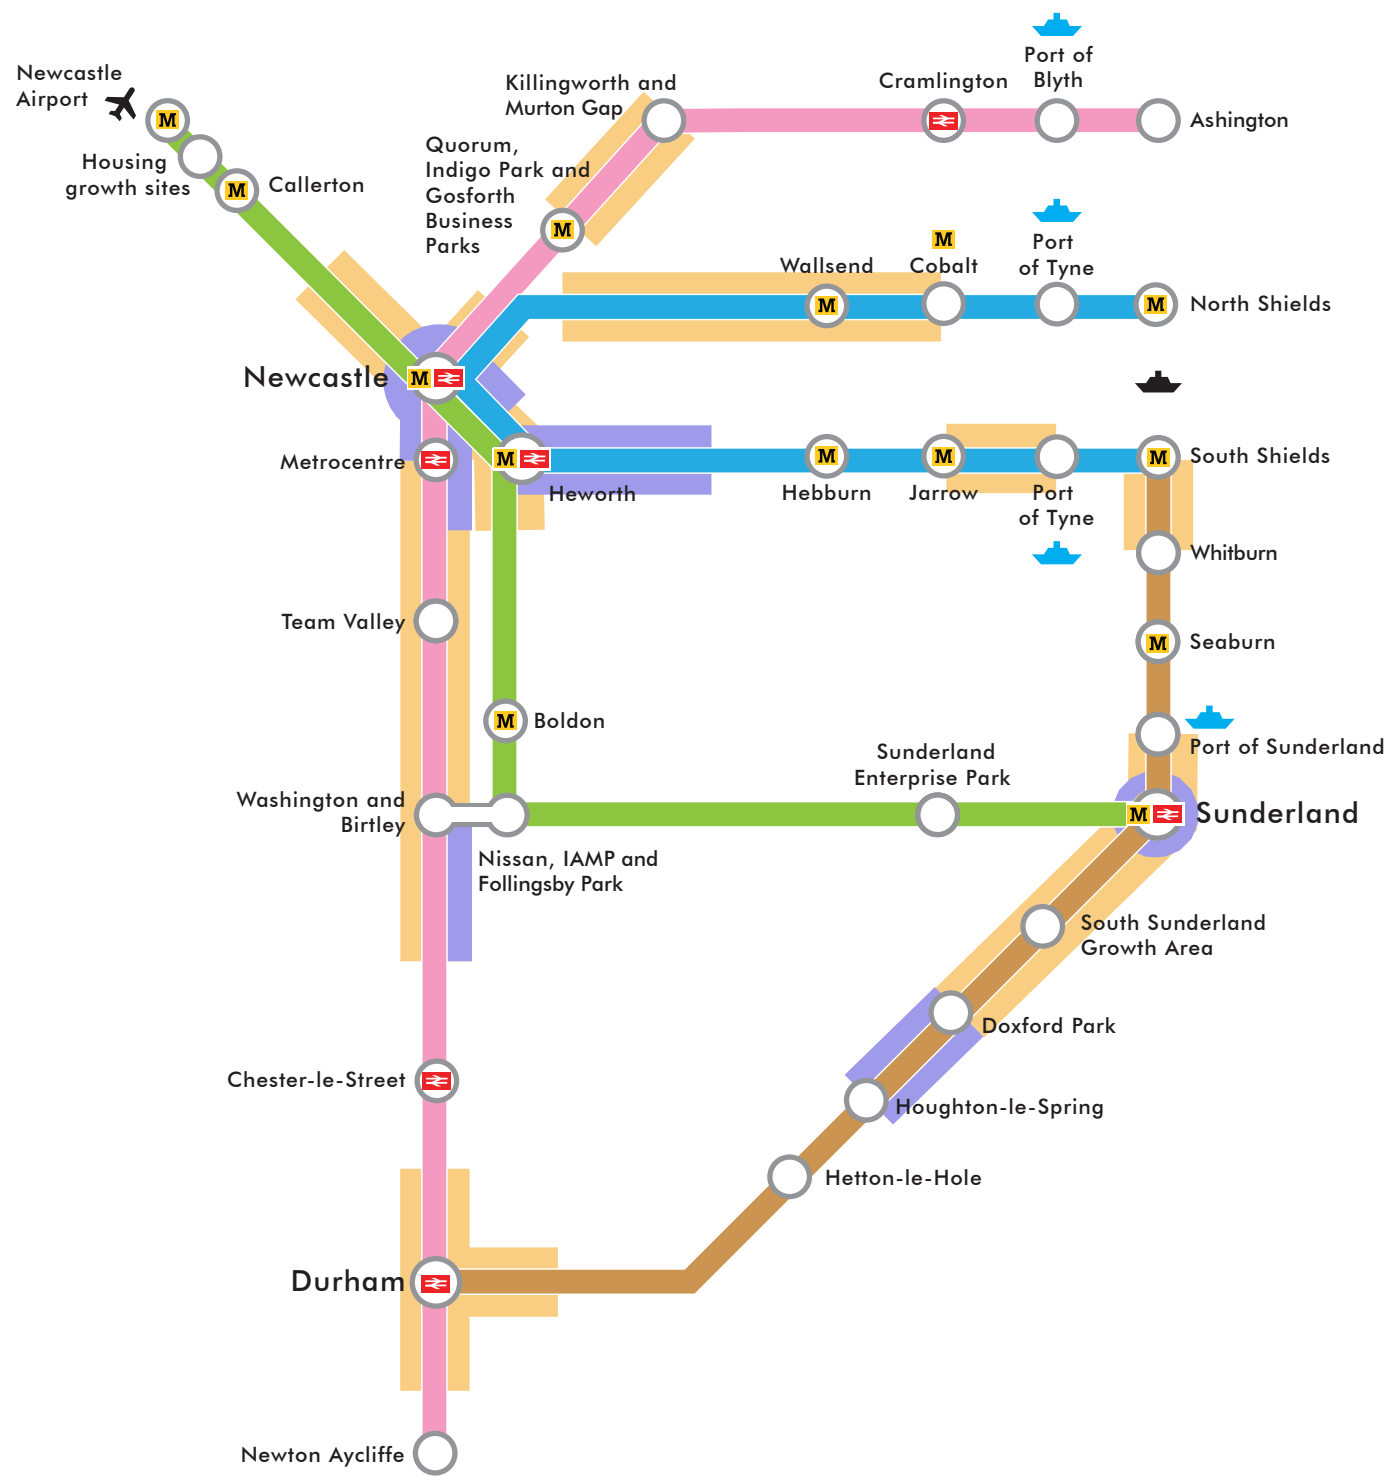 Newcastle
Airport
M
Housing
growth sites
M
Callerton
Killingworth and
Murton Gap
Quorum,
Indigo Park and
Gosforth
Business
Parks
M
Cramlington
Port of
Blyth
Ashington
Wallsend
M
M
Cobalt
Port
of Tyne
M
North Shields
Newcastle
M
Metrocentre
M
Heworth
M
Hebburn
M
Jarrow
Port
of Tyne
M
South Shields
Whitburn
M
Seaburn
Port of Sunderland
Team Valley
M
Boldon
Washington and
Birtley
Nissan, IAMP and
Follingsby Park
Sunderland
Enterprise Park
M
Sunderland
South Sunderland
Growth Area
Doxford Park
Houghton-le-Spring
Hetton-le-Hole
Chester-le-Street
Durham
Newton Aycliffe